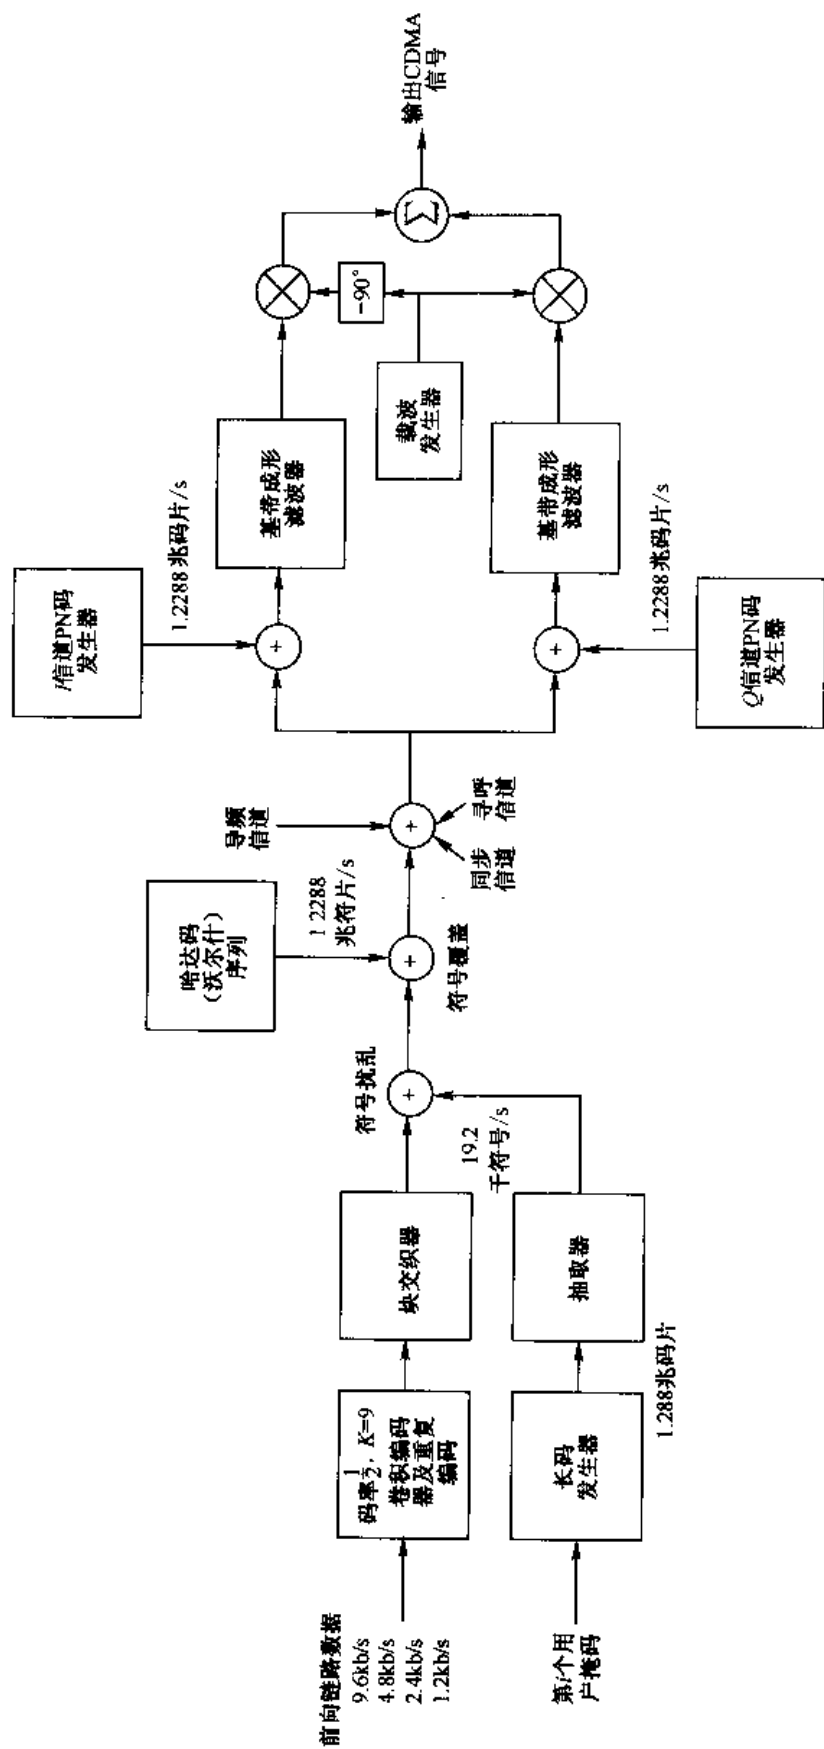 前向链路数据
9.6kb/s
4.8kb/s
2.4kb/s
1.2kb/s
码率1/2, K=9
卷积编码
器及重复
编码
块交织器
第i个用
户掩码
长码
发生器
1.288兆码片
抽取器
19.2
千符号/s
符号扰乱
哈达码
(沃尔什)
序列
1 2288
兆符片/s
符号覆盖
导频
信道
同步
信道
寻呼
信道
I信道PN码
发生器
1.2288兆码片/s
基带成形
滤波器
Q信道PN码
发生器
1.2288兆码片/s
基带成形
滤波器
载波
发生器
-90°
Σ
输出CDMA
信号